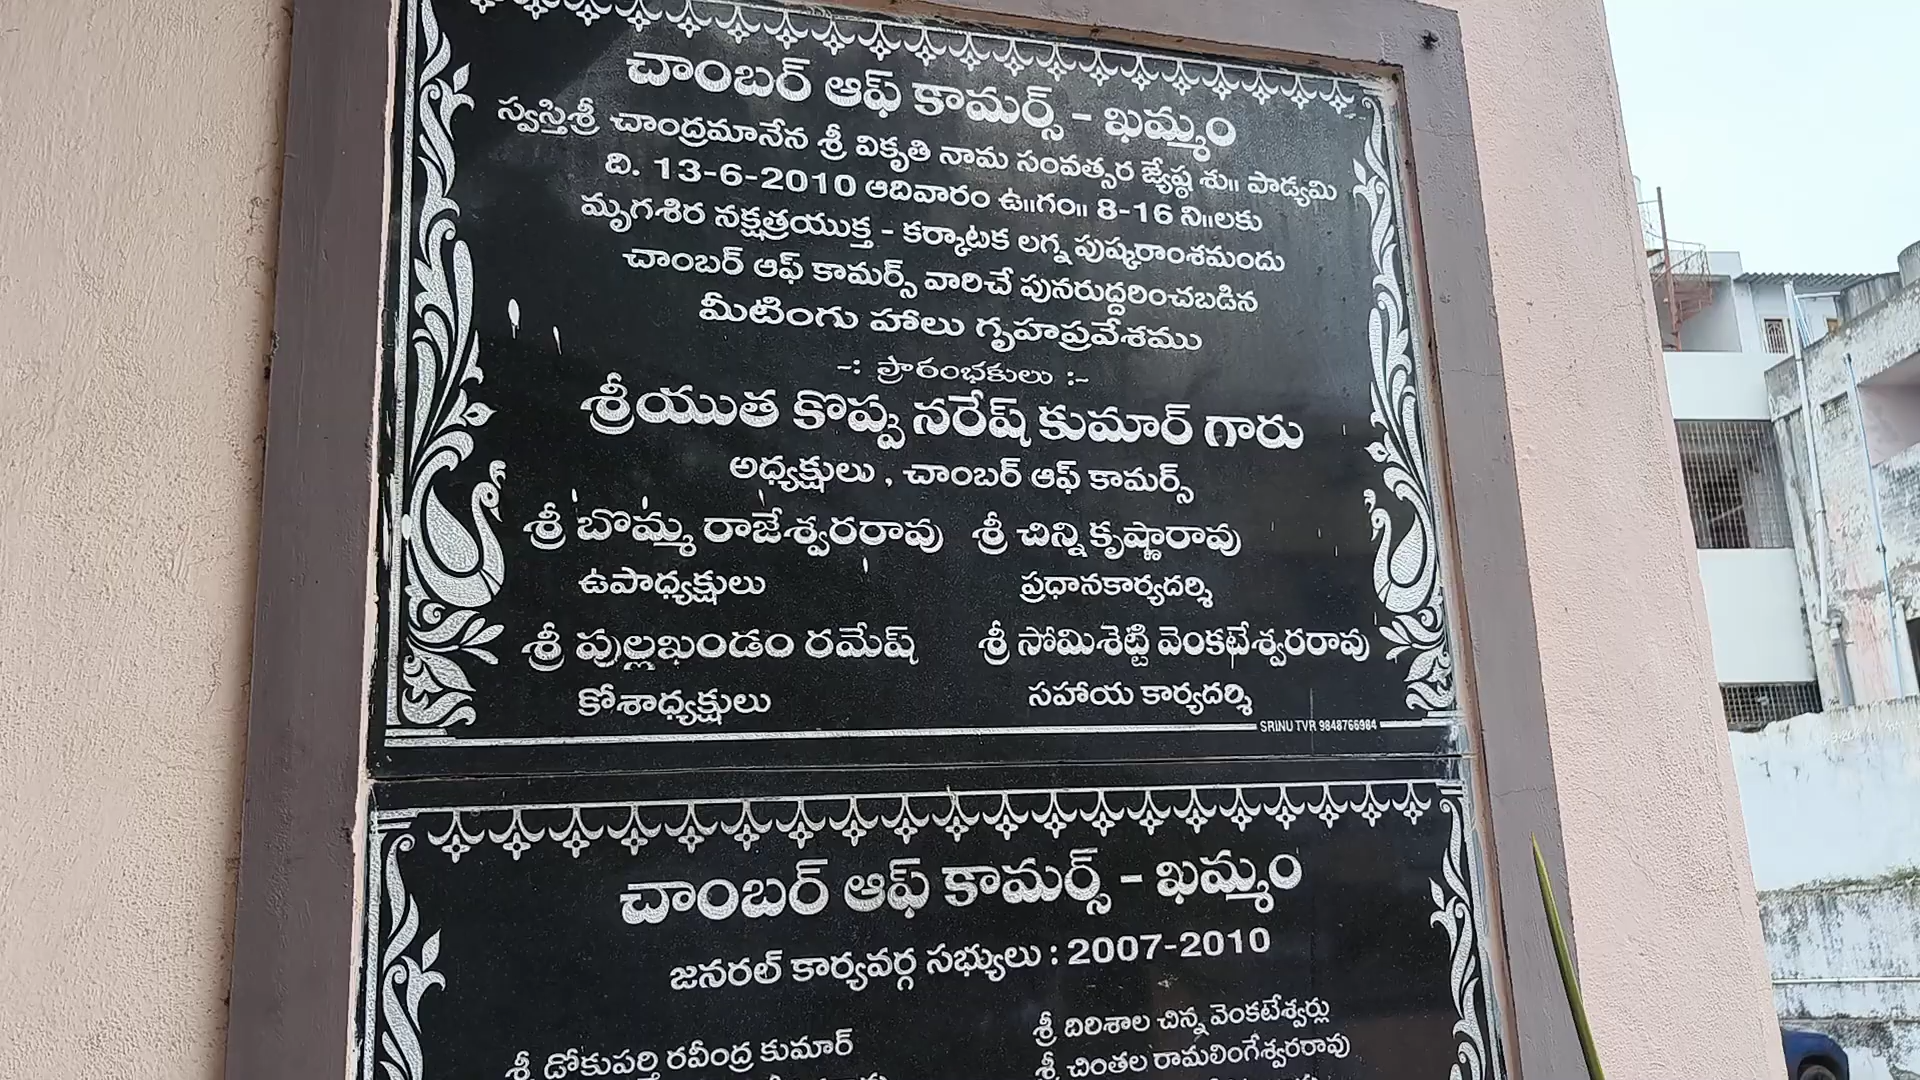 చాంబర్ ఆఫ్ కామర్స్ - ఖమ్మం
స్వస్తిశ్రీ చాంద్రమానేన శ్రీ వికృతి నామ సంవత్సర జ్యేష్ఠ శు॥ పాడ్యమి
ది. 13-6-2010 ఆదివారం ఉ॥గం॥ 8-16 ని॥లకు
మృగశిర నక్షత్రయుక్త - కర్కాటక లగ్న పుష్కరాంశమందు
చాంబర్ ఆఫ్ కామర్స్ వారిచే పునరుద్దరించబడిన
మీటింగు హాలు గృహప్రవేశము
-: ప్రారంభకులు :-
శ్రీయుత కొప్పు నరేష్ కుమార్ గారు
అధ్యక్షులు , చాంబర్ ఆఫ్ కామర్స్
శ్రీ బొమ్మ రాజేశ్వరరావు శ్రీ చిన్ని కృష్ణారావు
ఉపాధ్యక్షులు ప్రధానకార్యదర్శి
శ్రీ పుల్లఖండం రమేష్ శ్రీ సోమిశెట్టి వెంకటేశ్వరరావు
కోశాధ్యక్షులు సహాయ కార్యదర్శి
SRINU TVR 9848766984
చాంబర్ ఆఫ్ కామర్స్ - ఖమ్మం
జనరల్ కార్యవర్గ సభ్యులు : 2007-2010
శ్రీ డోకుపర్తి రవీంద్ర కుమార్ శ్రీ దిరిశాల చిన్న వెంకటేశ్వర్లు
శ్రీ చింతల రామలింగేశ్వరరావు